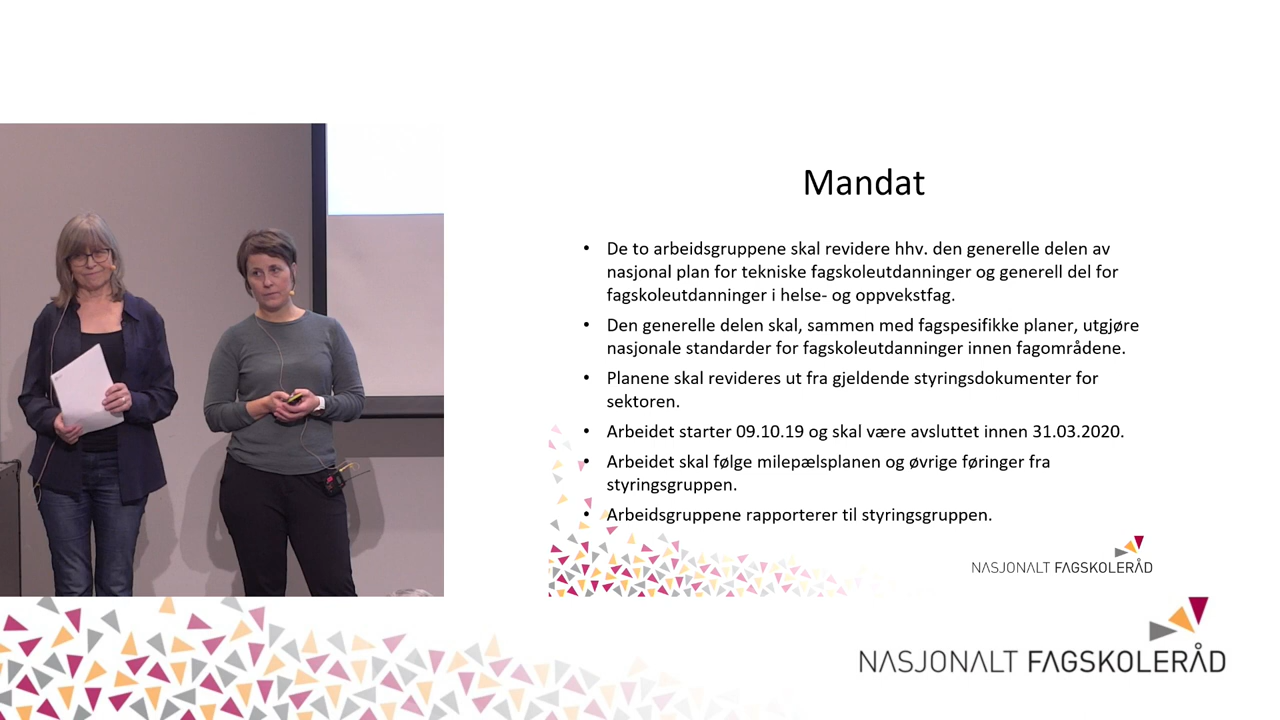 Mandat
• De to arbeidsgruppene skal revidere hhv. den generelle delen av
nasjonal plan for tekniske fagskoleutdanninger og generell del for
fagskoleutdanninger i helse- og oppvekstfag.
• Den generelle delen skal, sammen med fagspesifikke planer, utgjøre
nasjonale standarder for fagskoleutdanninger innen fagområdene.
• Planene skal revideres ut fra gjeldende styringsdokumenter for
sektoren.
• Arbeidet starter 09.10.19 og skal være avsluttet innen 31.03.2020.
• Arbeidet skal følge milepælsplanen og øvrige føringer fra
styringsgruppen.
• Arbeidsgruppene rapporterer til styringsgruppen.
NASJONALT FAGSKOLERÅD
NASJONALT FAGSKOLERÅD